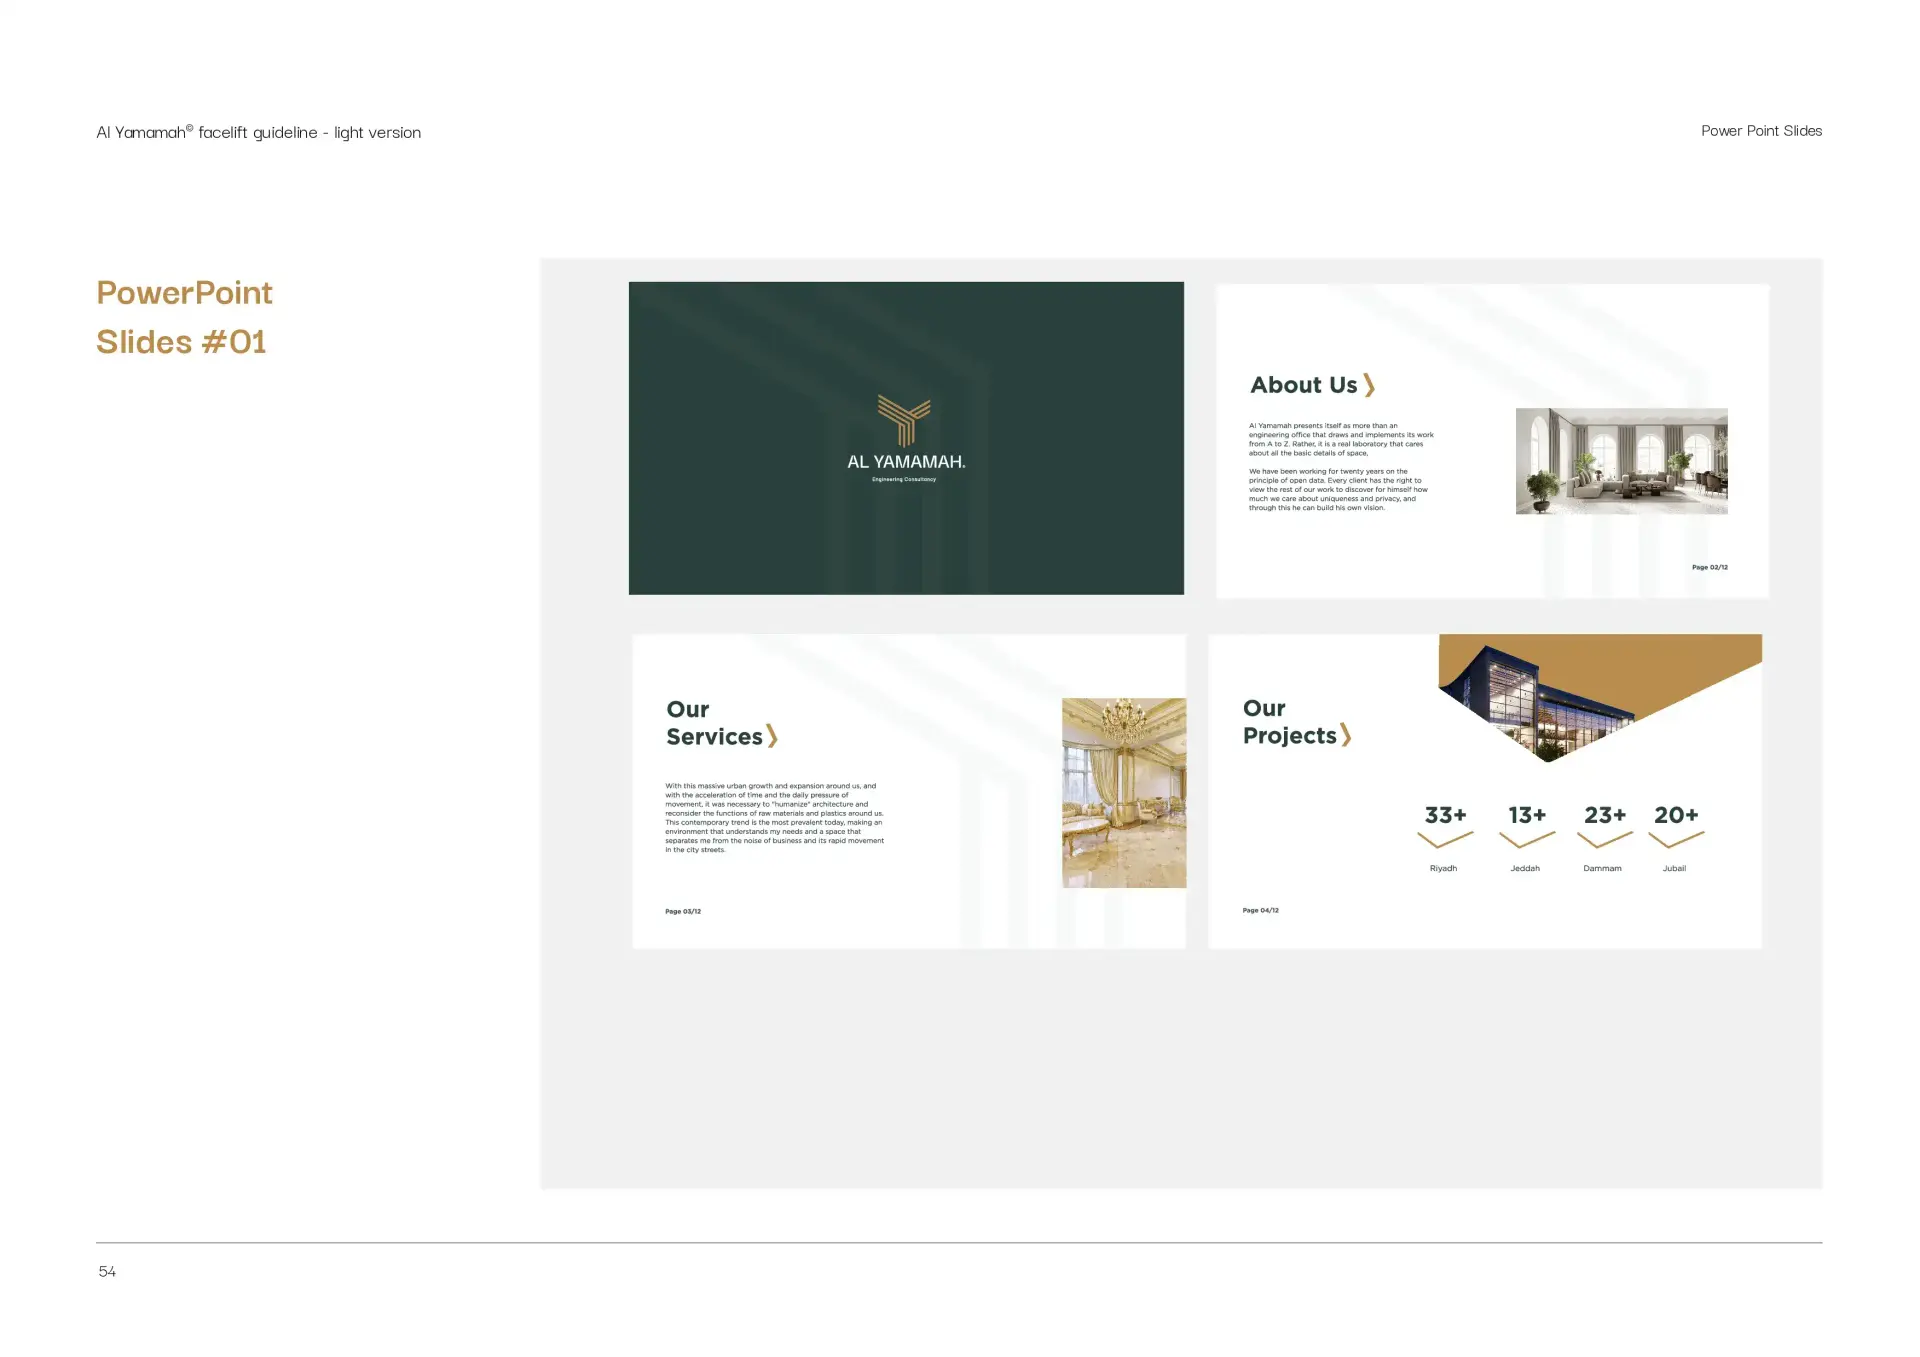 Al Yamamah© facelift guideline - light version
Power Point Slides
PowerPoint
Slides #01
AL YAMAMAH.
Engineering Consultancy
About Us
Al Yamamah presents itself as more than an
engineering office that draws and implements its work
from A to Z. Rather, it is a real laboratory that cares
about all the basic details of space,
We have been working for twenty years on the
principle of open data. Every client has the right to
view the rest of our work to discover for himself how
much we care about uniqueness and privacy, and
through this he can build his own vision.
Page 02/12
Our
Services
With this massive urban growth and expansion around us, and
with the acceleration of time and the daily pressure of
movement, it was necessary to "humanize" architecture and
reconsider the functions of raw materials and plastics around us.
This contemporary trend is the most prevalent today, making an
environment that understands my needs and a space that
separates me from the noise of business and its rapid movement
in the city streets.
Page 03/12
Our
Projects
33+ 13+ 23+ 20+
Riyadh Jeddah Dammam Jubail
Page 04/12
54